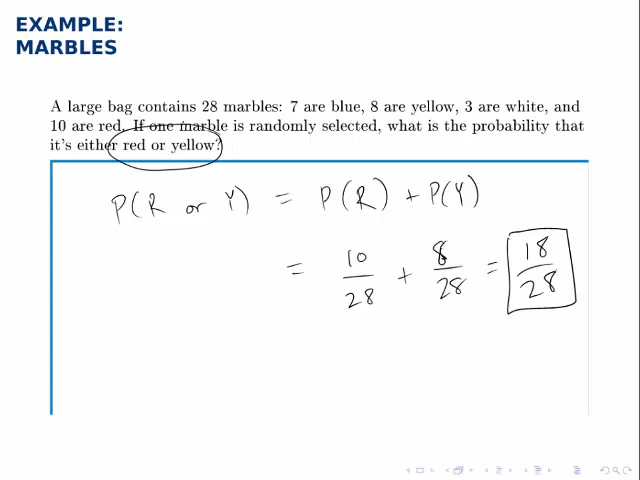 EXAMPLE:
MARBLES
A large bag contains 28 marbles: 7 are blue, 8 are yellow, 3 are white, and
10 are red. If one marble is randomly selected, what is the probability that
it's either red or yellow?
P(R or Y) = P(R) + P(Y)
= 10/28 + 8/28 = 18/28